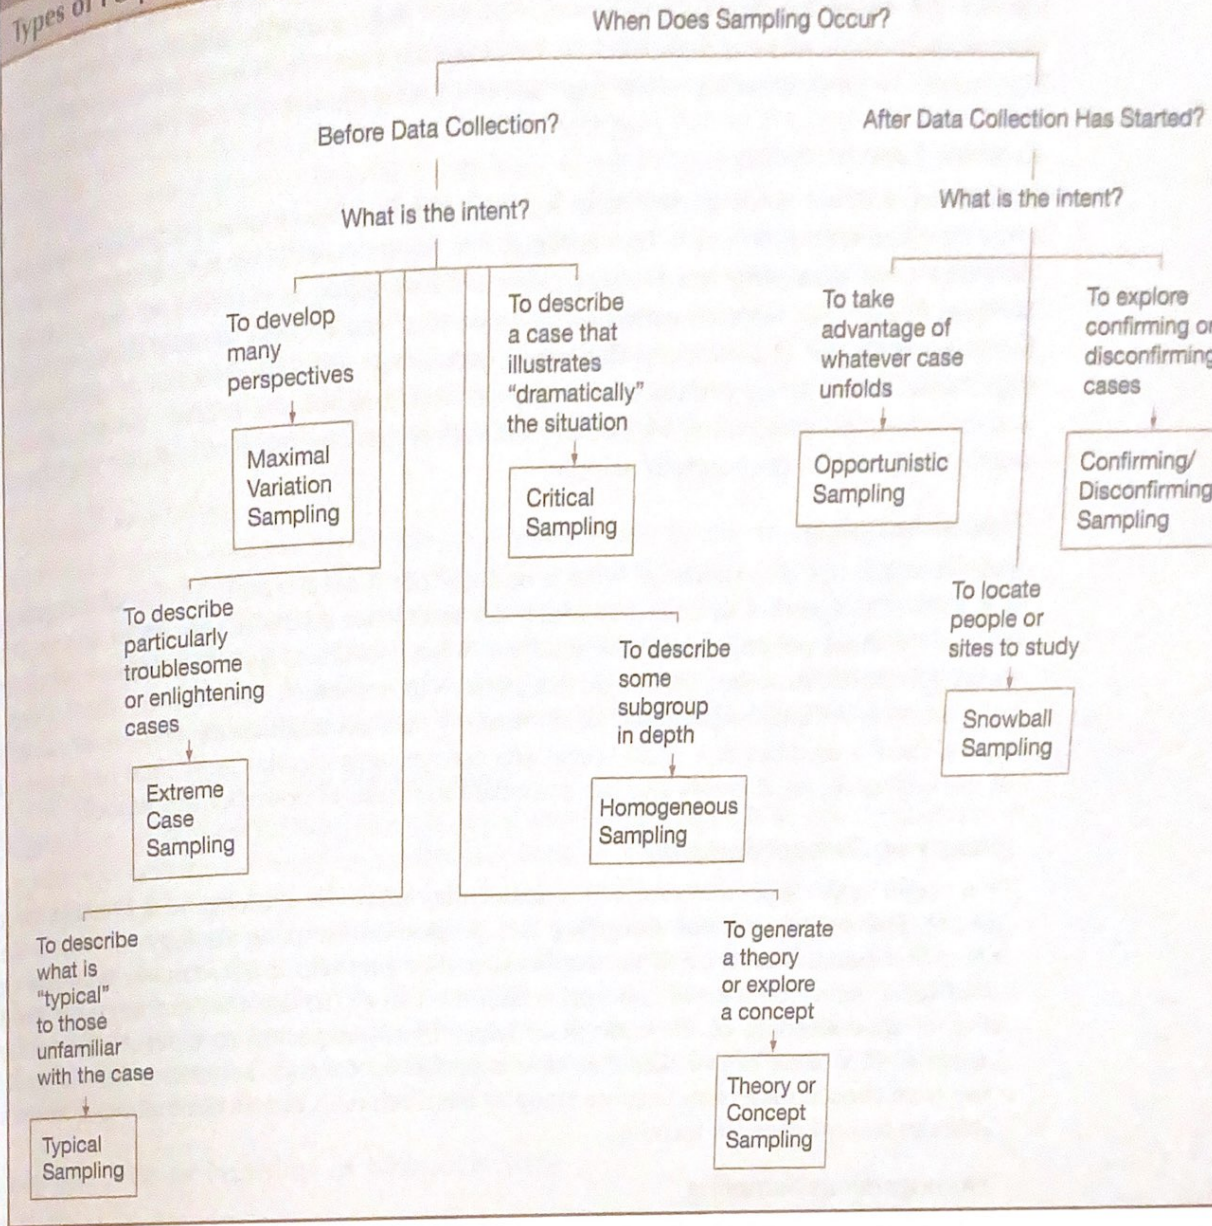 Types of
When Does Sampling Occur?
Before Data Collection?
After Data Collection Has Started?
What is the intent?
What is the intent?
To develop
many
perspectives
Maximal
Variation
Sampling
To describe
a case that
illustrates
“dramatically”
the situation
Critical
Sampling
To take
advantage of
whatever case
unfolds
Opportunistic
Sampling
To explore
confirming or
disconfirming
cases
Confirming/
Disconfirming
Sampling
To describe
particularly
troublesome
or enlightening
cases
Extreme
Case
Sampling
To describe
some
subgroup
in depth
Homogeneous
Sampling
To locate
people or
sites to study
Snowball
Sampling
To describe
what is
“typical”
to those
unfamiliar
with the case
Typical
Sampling
To generate
a theory
or explore
a concept
Theory or
Concept
Sampling